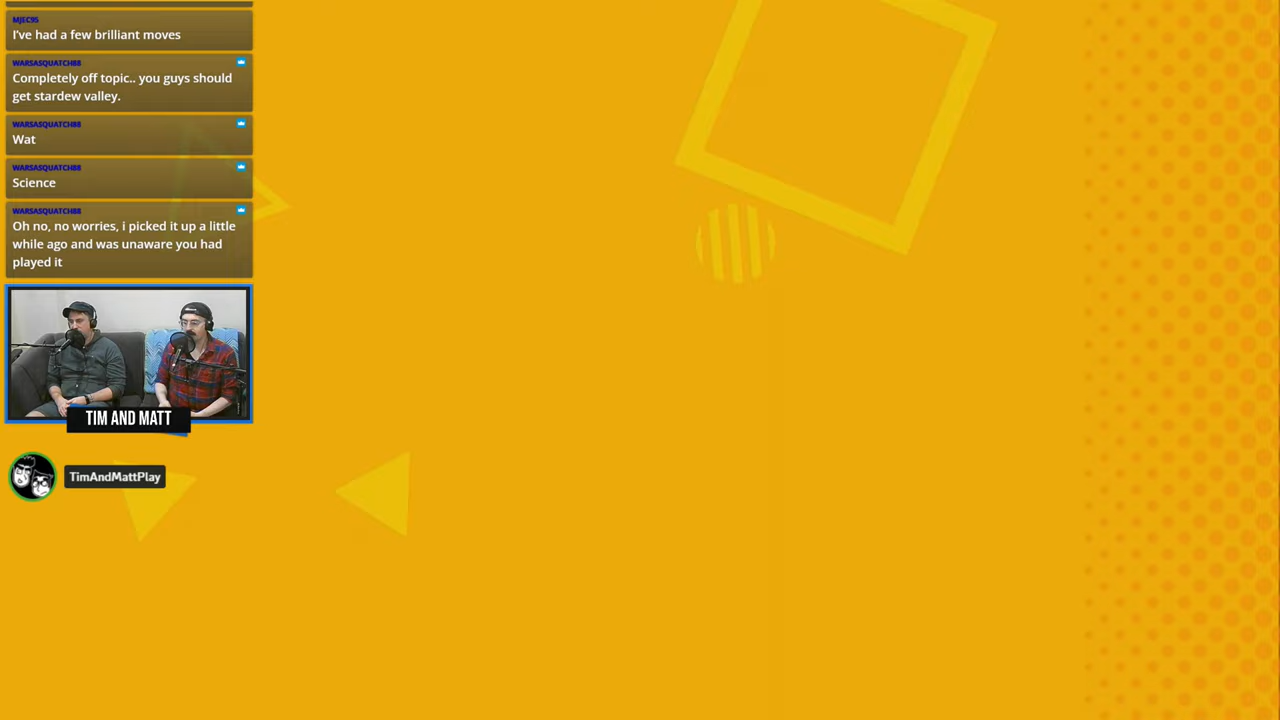 MJEC95
I've had a few brilliant moves
WARSASQUATCH88
Completely off topic.. you guys should
get stardew valley.
WARSASQUATCH88
Wat
WARSASQUATCH88
Science
WARSASQUATCH88
Oh no, no worries, i picked it up a little
while ago and was unaware you had
played it
TIM AND MATT
TimAndMattPlay